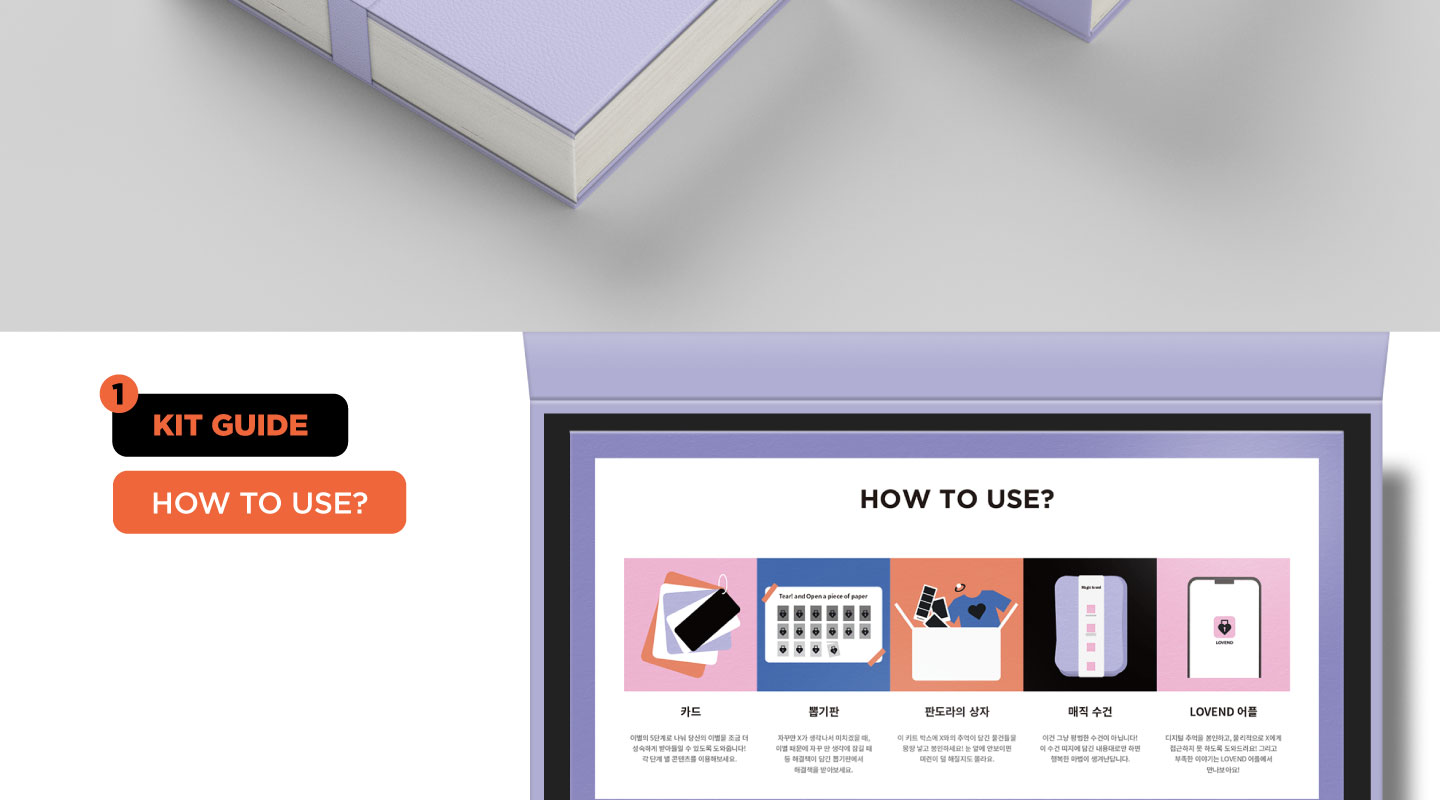 1
KIT GUIDE
HOW TO USE?
HOW TO USE?
Tear! and Open a piece of paper
Magic towel
LOVEND
카드
이별의 5단계로 나눠 당신의 이별을 조금 더
성숙하게 받아들일 수 있도록 도와줍니다!
각 단계 별 콘텐츠를 이용해보세요.
뽑기판
자꾸만 X가 생각나서 미치겠을 때,
이별 때문에 자꾸 딴 생각에 잠길 때
등 해결책이 담긴 뽑기판에서
해결책을 받아보세요.
판도라의 상자
이 키트 박스에 X와의 추억이 담긴 물건들을
몽땅 넣고 봉인하세요! 눈 앞에 안보이면
미련이 덜 해질지도 몰라요.
매직 수건
이건 그냥 평범한 수건이 아닙니다!
이 수건 띠지에 담긴 내용대로만 하면
행복한 마법이 생겨난답니다.
LOVEND 어플
디지털 추억을 봉인하고, 물리적으로 X에게
접근하지 못 하도록 도와드려요! 그리고
부족한 이야기는 LOVEND 어플에서
만나보아요!